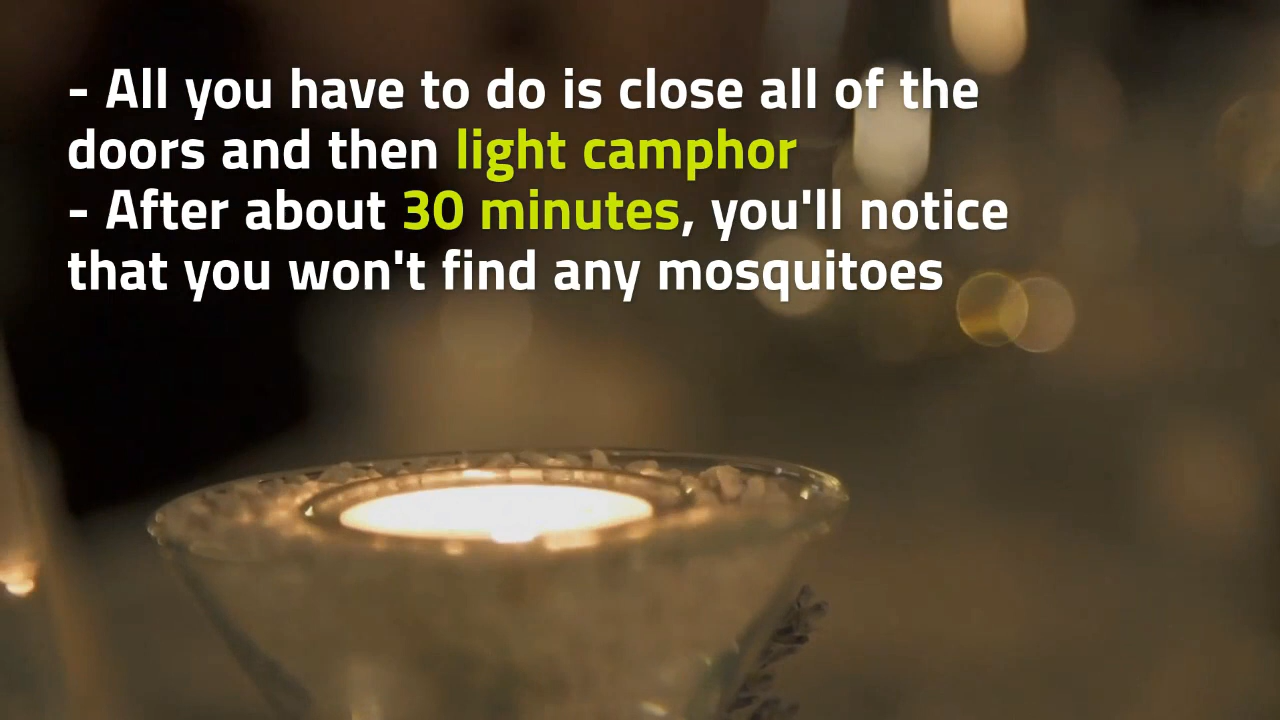 - All you have to do is close all of the
doors and then light camphor
- After about 30 minutes, you'll notice
that you won't find any mosquitoes